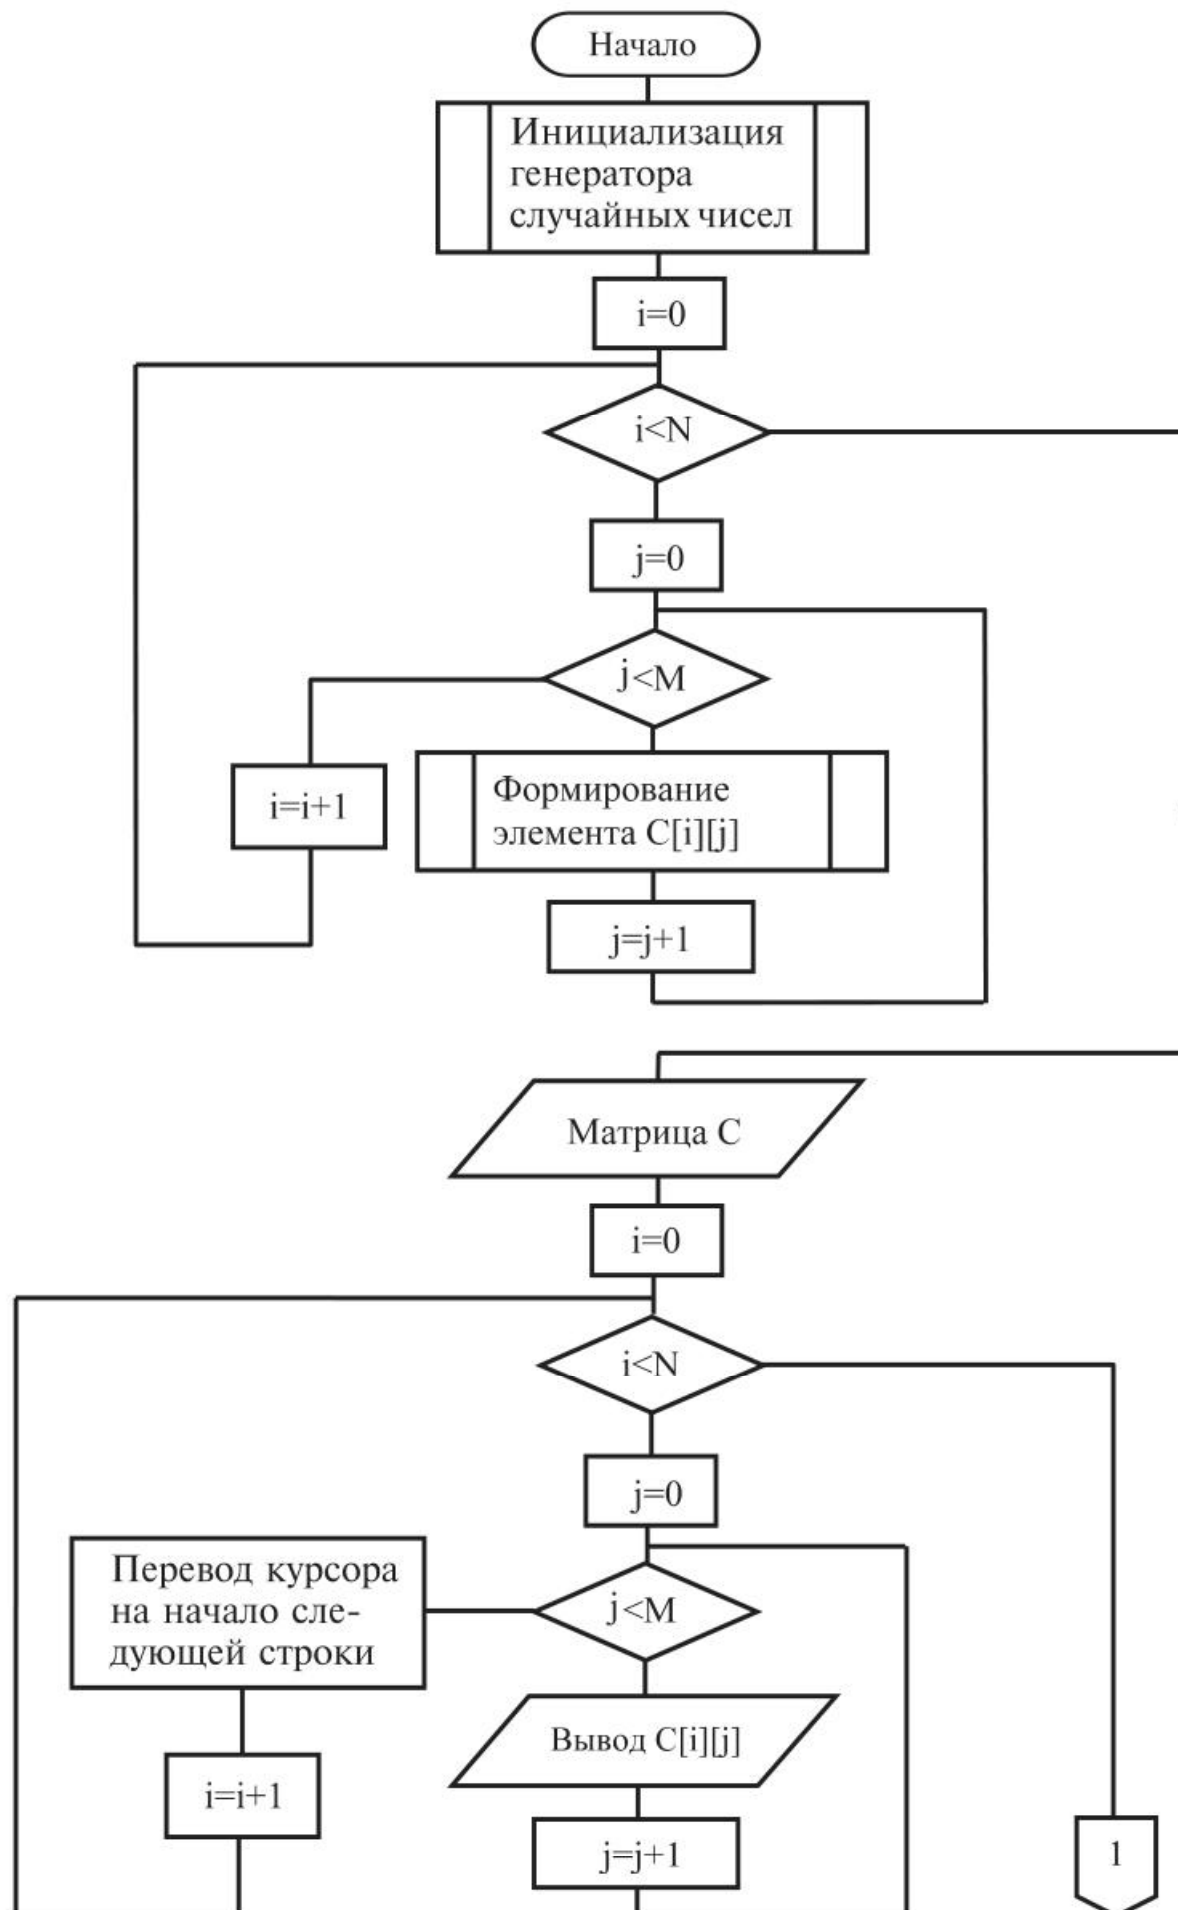 Начало
Инициализация
генератора
случайных чисел
i=0
i<N
j=0
j<M
i=i+1
Формирование
элемента C[i][j]
j=j+1
Матрица C
i=0
i<N
j=0
Перевод курсора
на начало сле-
дующей строки
j<M
Вывод C[i][j]
i=i+1
j=j+1
1